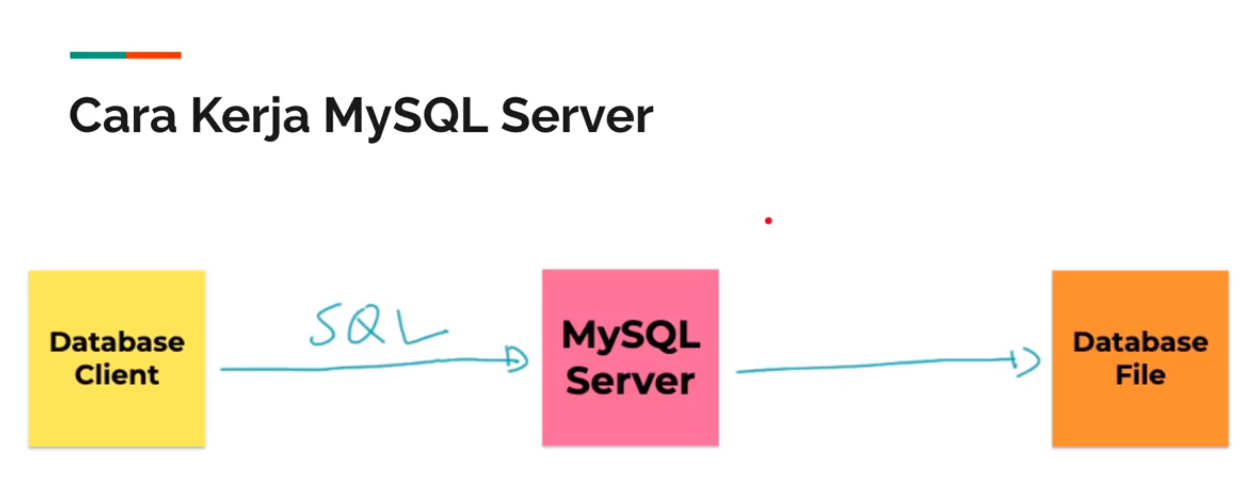 Cara Kerja MySQL Server
SQL
Database
Client
MySQL
Server
Database
File